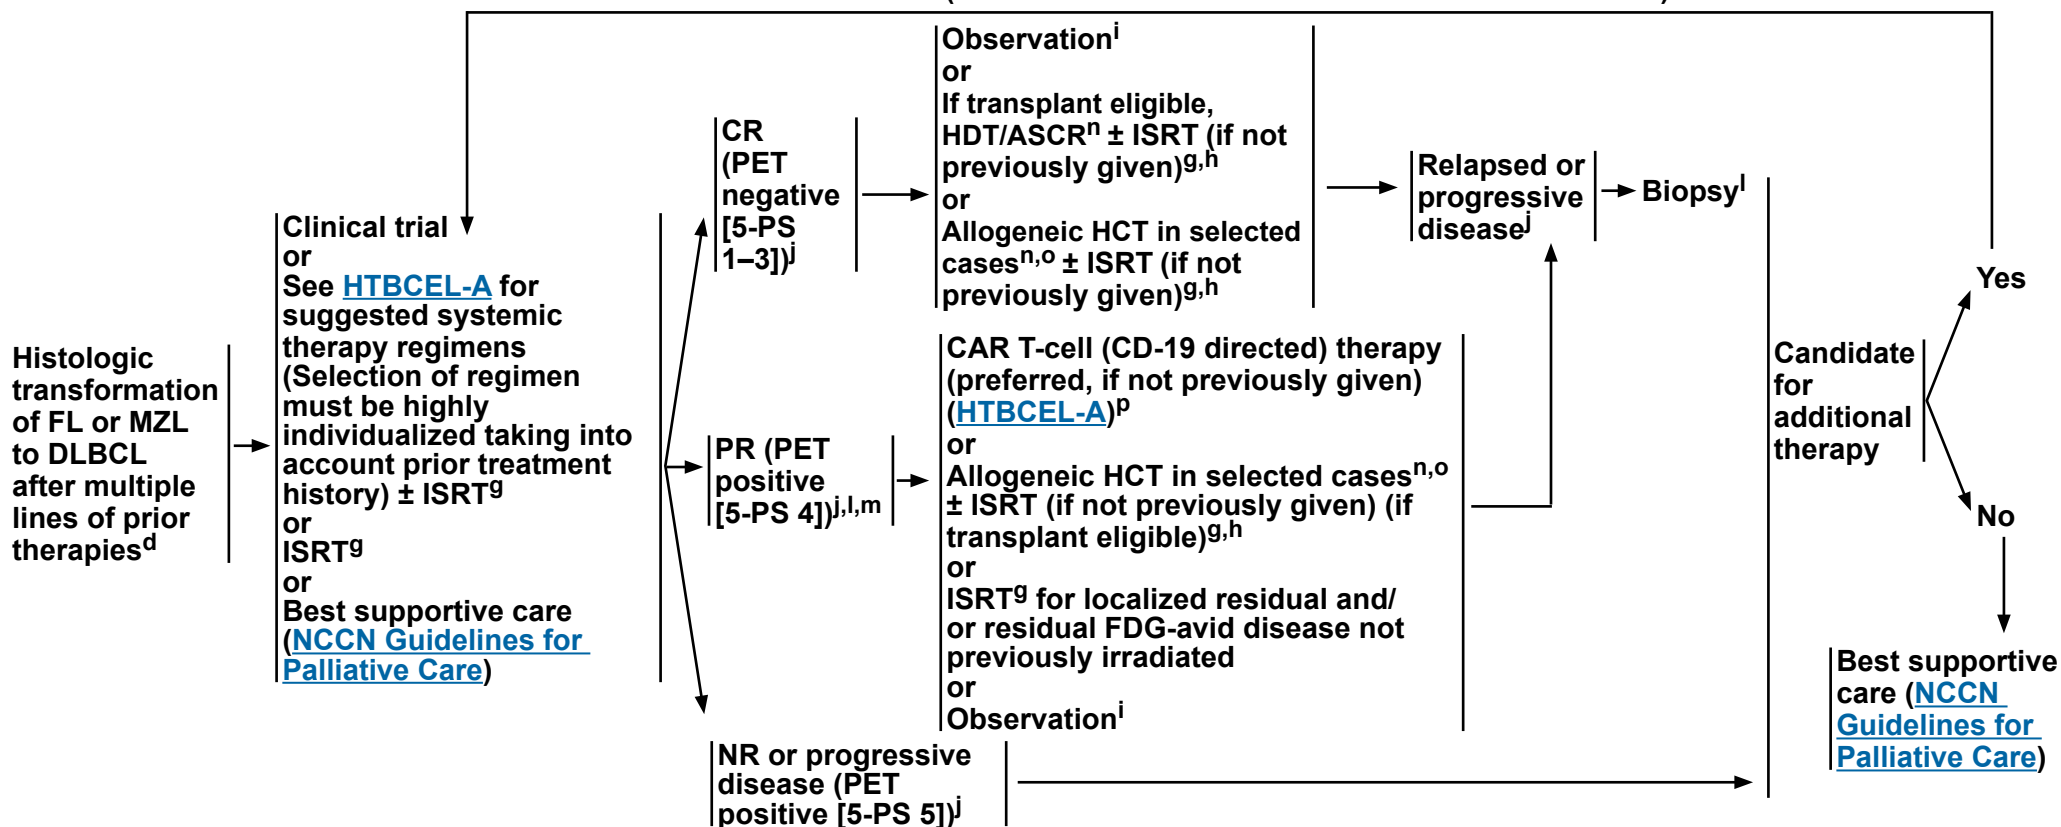 Histologic
transformation
of FL or MZL
to DLBCL
after multiple
lines of prior
therapiesd
Clinical trial
or
See HTBCEL-A for
suggested systemic
therapy regimens
(Selection of regimen
must be highly
individualized taking into
account prior treatment
history) ± ISRTg
or
ISRTg
or
Best supportive care
(NCCN Guidelines for
Palliative Care)
CR
(PET
negative
[5-PS
1–3])j
Observationi
or
If transplant eligible,
HDT/ASCRn ± ISRT (if not
previously given)g,h
or
Allogeneic HCT in selected
casesn,o ± ISRT (if not
previously given)g,h
PR (PET
positive
[5-PS 4])j,l,m
CAR T-cell (CD-19 directed) therapy
(preferred, if not previously given)
(HTBCEL-A)p
or
Allogeneic HCT in selected casesn,o
± ISRT (if not previously given) (if
transplant eligible)g,h
or
ISRTg for localized residual and/
or residual FDG-avid disease not
previously irradiated
or
Observationi
NR or progressive
disease (PET
positive [5-PS 5])j
Relapsed or
progressive
diseasej
Biopsyl
Candidate
for
additional
therapy
Yes
No
Best supportive
care (NCCN
Guidelines for
Palliative Care)